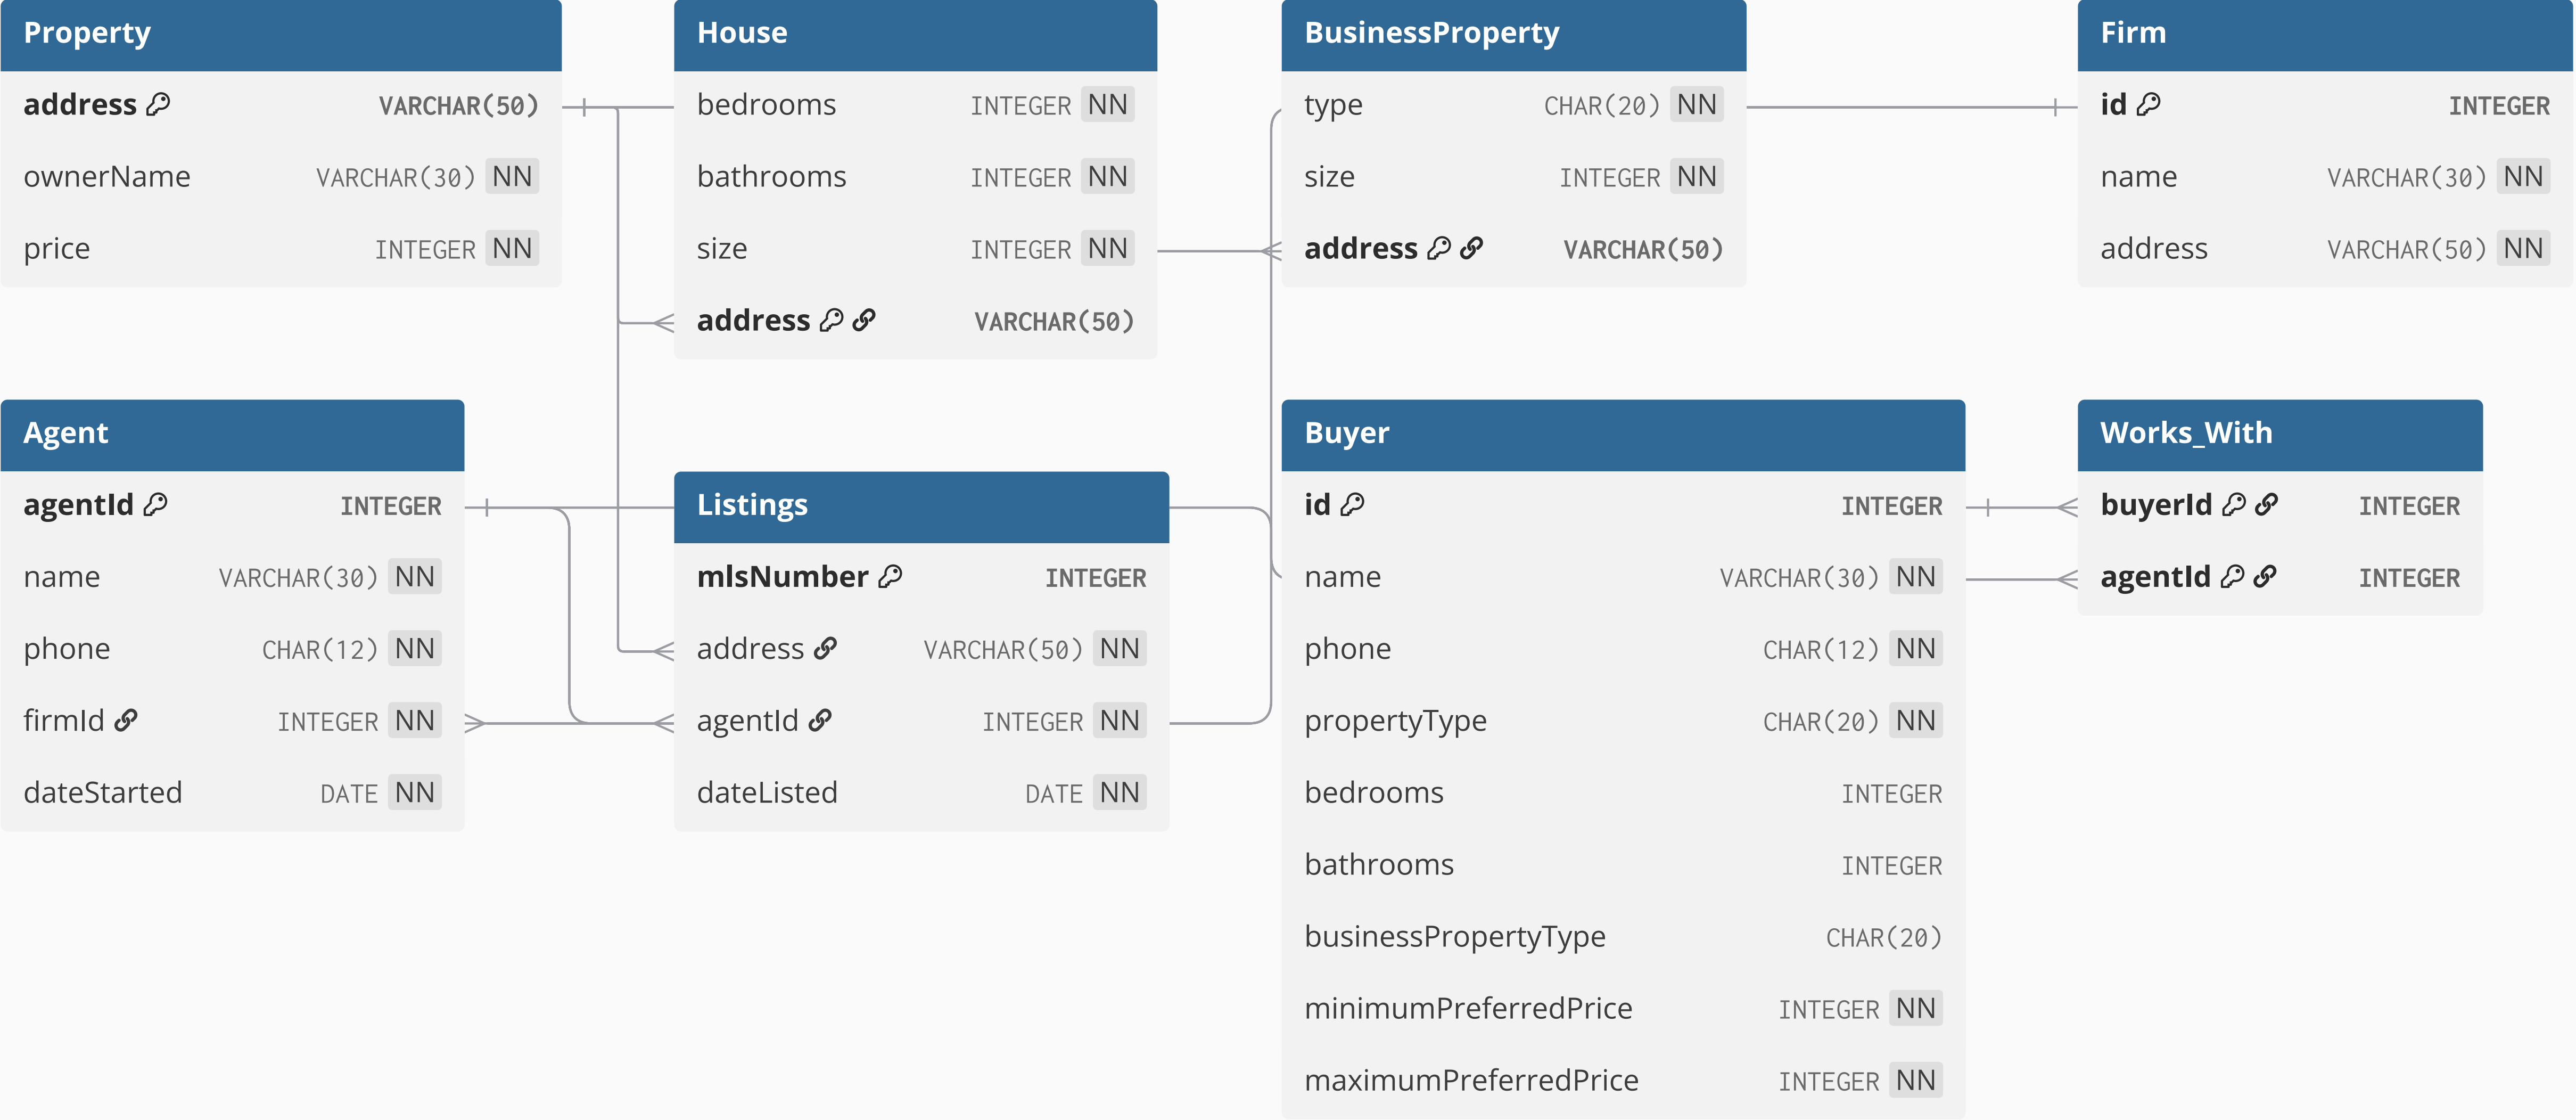 Property
address VARCHAR(50)
ownerName VARCHAR(30) NN
price INTEGER NN
House
bedrooms INTEGER NN
bathrooms INTEGER NN
size INTEGER NN
address VARCHAR(50)
BusinessProperty
type CHAR(20) NN
size INTEGER NN
address VARCHAR(50)
Firm
id INTEGER
name VARCHAR(30) NN
address VARCHAR(50) NN
Agent
agentId INTEGER
name VARCHAR(30) NN
phone CHAR(12) NN
firmId INTEGER NN
dateStarted DATE NN
Listings
mlsNumber INTEGER
address VARCHAR(50) NN
agentId INTEGER NN
dateListed DATE NN
Buyer
id INTEGER
name VARCHAR(30) NN
phone CHAR(12) NN
propertyType CHAR(20) NN
bedrooms INTEGER
bathrooms INTEGER
businessPropertyType CHAR(20)
minimumPreferredPrice INTEGER NN
maximumPreferredPrice INTEGER NN
Works_With
buyerId INTEGER
agentId INTEGER